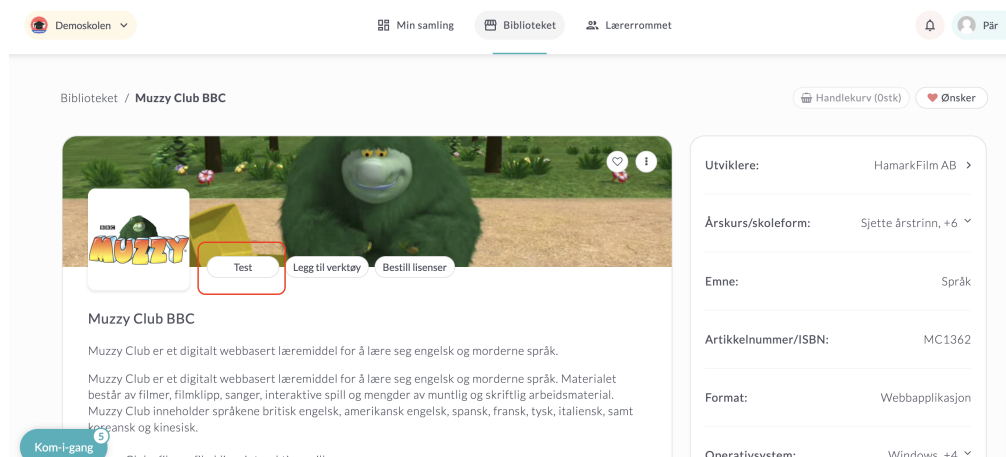 Demoskolen
Min samling
Biblioteket
Lærerrommet
Pär
Biblioteket / Muzzy Club BBC
Handlekurv (0stk)
Ønsker
BBC
MUZZY
Test
Legg til verktøy
Bestill lisenser
Muzzy Club BBC
Muzzy Club er et digitalt webbasert læremiddel for å lære seg engelsk og morderne språk.
Muzzy Club er et digitalt webbasert læremiddel for å lære seg engelsk og morderne språk. Materialet
består av filmer, filmklipp, sanger, interaktive spill og mengder av muntlig og skriftlig arbeidsmaterial.
Muzzy Club inneholder språkene britisk engelsk, amerikansk engelsk, spansk, fransk, tysk, italiensk, samt
koreansk og kinesisk.
Kom-i-gang
5
Utviklere: HamarkFilm AB
Årskurs/skoleform: Sjette årstrinn, +6
Emne: Språk
Artikkelnummer/ISBN: MC1362
Format: Webbapplikasjon
Operativsystem: Windows, +4